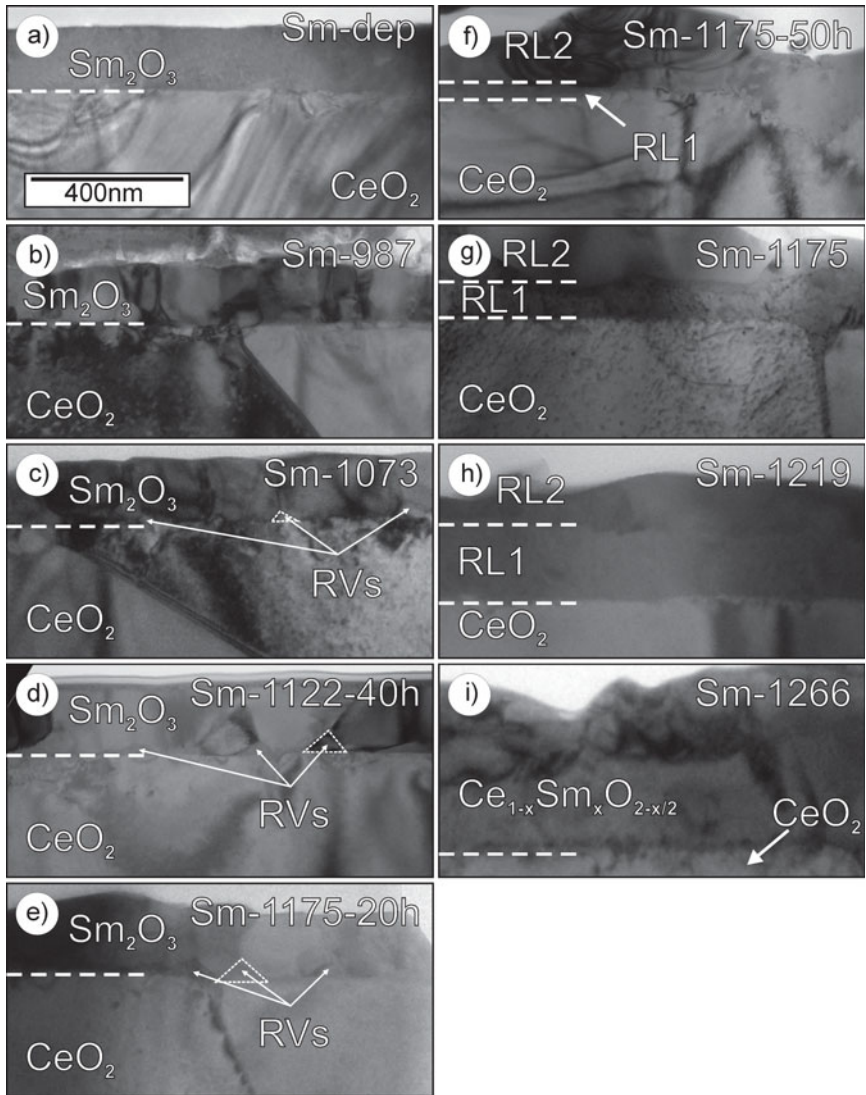 a) Sm-dep
Sm₂O₃
CeO₂
400nm
b) Sm-987
Sm₂O₃
CeO₂
c) Sm-1073
Sm₂O₃
RVs
CeO₂
d) Sm-1122-40h
Sm₂O₃
RVs
CeO₂
e) Sm-1175-20h
Sm₂O₃
RVs
CeO₂
f) Sm-1175-50h
RL2
RL1
CeO₂
g) Sm-1175
RL2
RL1
CeO₂
h) Sm-1219
RL2
RL1
CeO₂
i) Sm-1266
Ce₁₋ₓSmₓO₂₋ₓ/₂
CeO₂